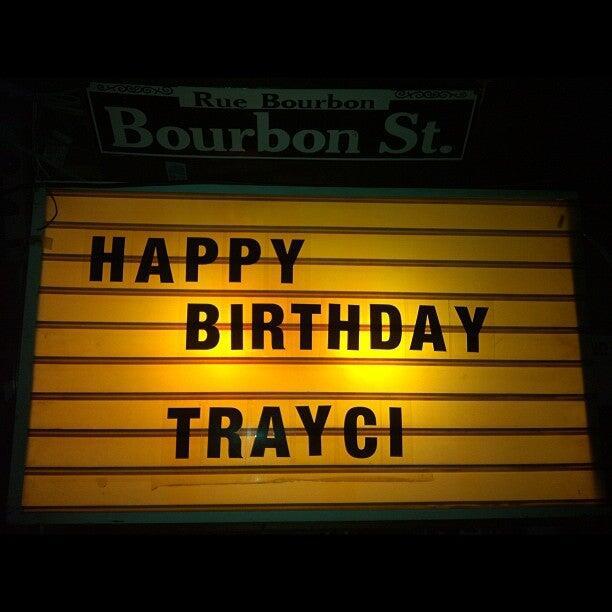 Rue Bourbon
Bourbon St.
HAPPY
BIRTHDAY
TRAYCI